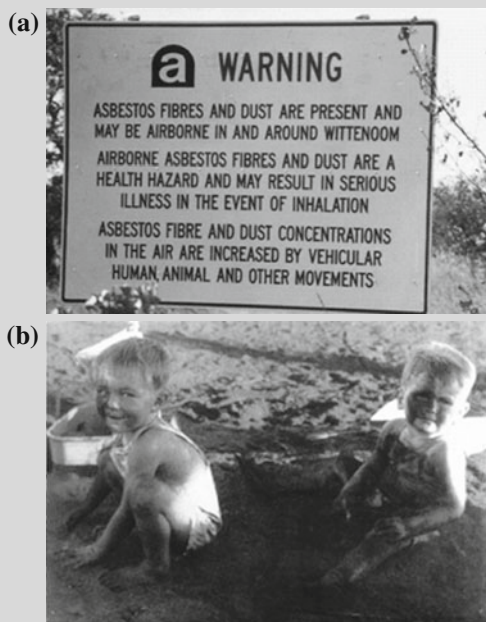 (a)
a WARNING
ASBESTOS FIBRES AND DUST ARE PRESENT AND
MAY BE AIRBORNE IN AND AROUND WITTENOOM
AIRBORNE ASBESTOS FIBRES AND DUST ARE A
HEALTH HAZARD AND MAY RESULT IN SERIOUS
ILLNESS IN THE EVENT OF INHALATION
ASBESTOS FIBRE AND DUST CONCENTRATIONS
IN THE AIR ARE INCREASED BY VEHICULAR
HUMAN, ANIMAL AND OTHER MOVEMENTS
(b)